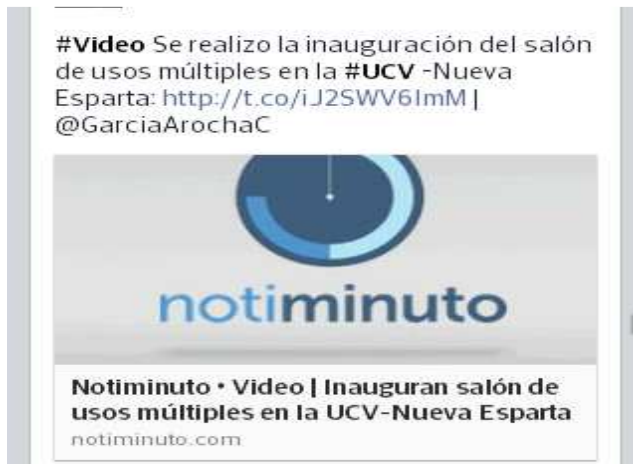 #Video Se realizo la inauguración del salón
de usos múltiples en la #UCV -Nueva
Esparta: http://t.co/iJ2SWV6ImM |
@GarciaArochaC
notiminuto
Notiminuto • Video | Inauguran salón de
usos múltiples en la UCV-Nueva Esparta
notiminuto.com